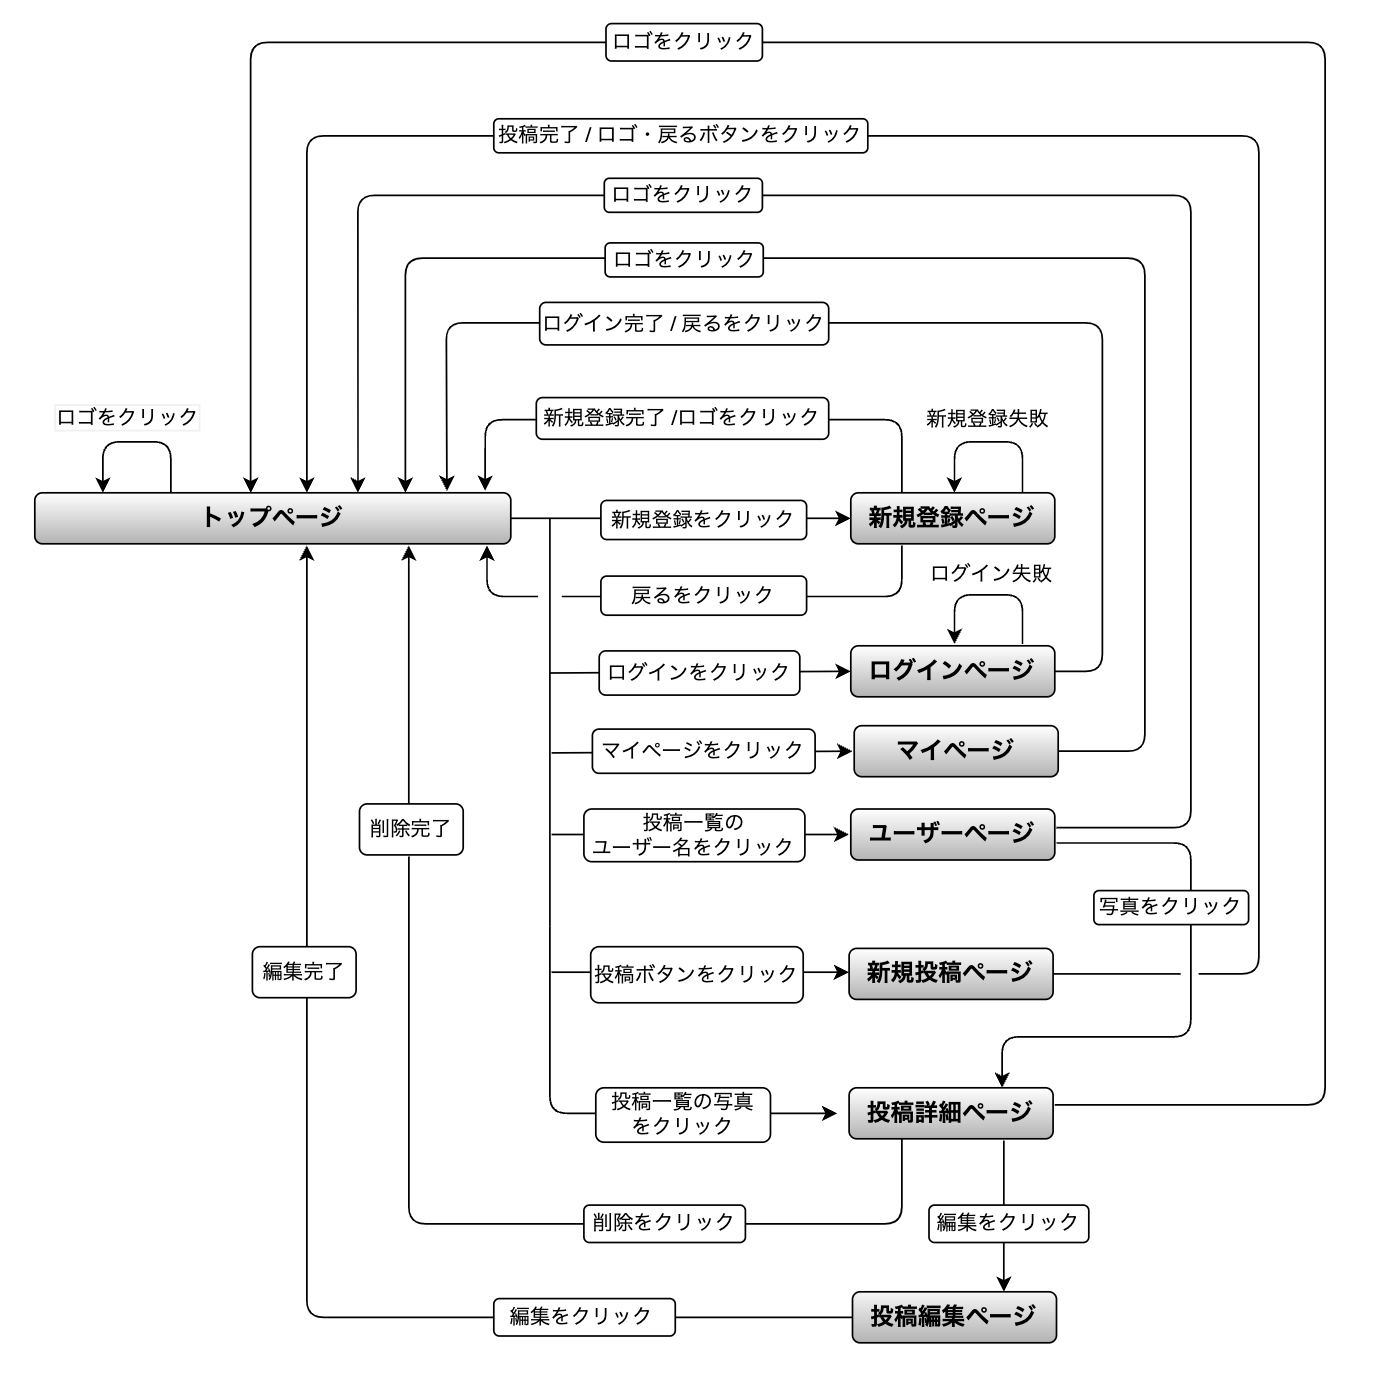 ロゴをクリック
投稿完了 / ロゴ・戻るボタンをクリック
ロゴをクリック
ロゴをクリック
ログイン完了 / 戻るをクリック
ロゴをクリック
新規登録完了 /ロゴをクリック
新規登録失敗
トップページ
新規登録をクリック
新規登録ページ
戻るをクリック
ログイン失敗
ログインをクリック
ログインページ
マイページをクリック
マイページ
削除完了
投稿一覧の
ユーザー名をクリック
ユーザーページ
写真をクリック
編集完了
投稿ボタンをクリック
新規投稿ページ
投稿一覧の写真
をクリック
投稿詳細ページ
削除をクリック
編集をクリック
編集をクリック
投稿編集ページ